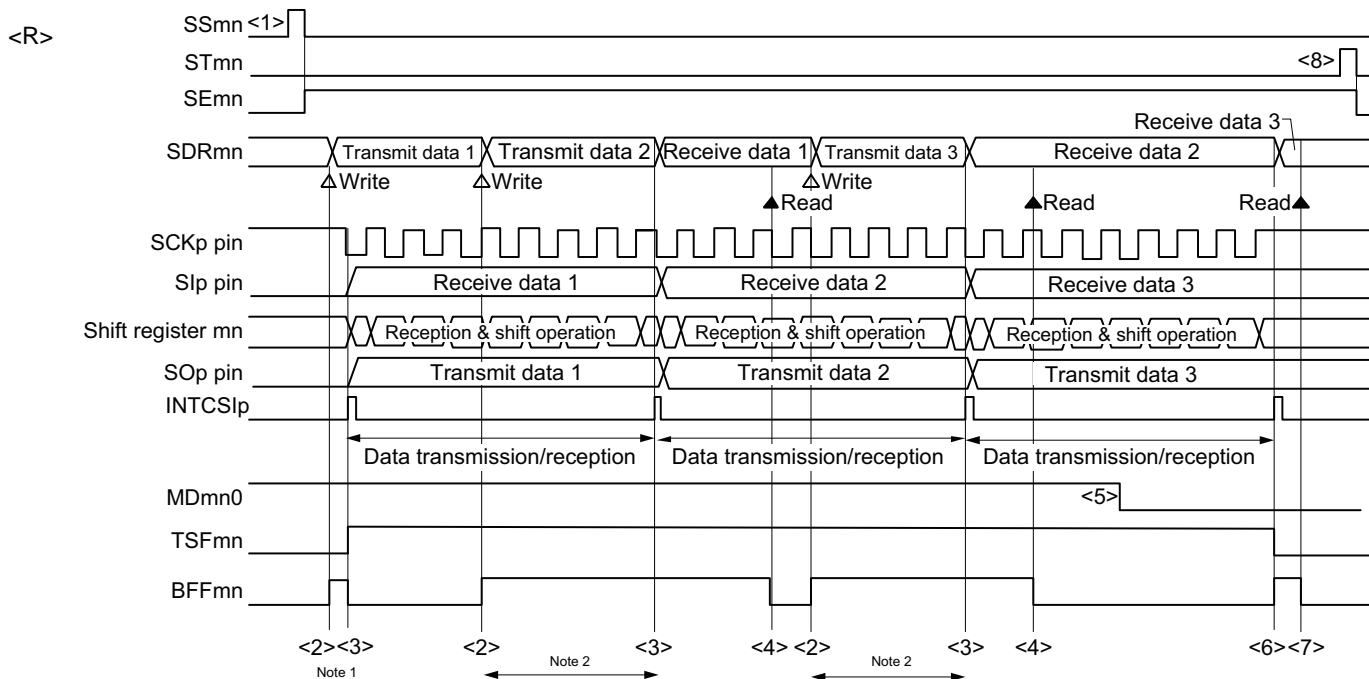 <R>
SSmn <1>
STmn <8>
SEmn
Receive data 3
SDRmn Transmit data 1 Transmit data 2 Receive data 1 Transmit data 3 Receive data 2
Write Write Write
Read Read Read
SCKp pin
SIp pin Receive data 1 Receive data 2 Receive data 3
Shift register mn Reception & shift operation Reception & shift operation Reception & shift operation
SOp pin Transmit data 1 Transmit data 2 Transmit data 3
INTCSIp
Data transmission/reception Data transmission/reception Data transmission/reception
MDmn0 <5>
TSFmn
BFFmn
<2> <3> <2> <3> <4> <2> <3> <4> <6> <7>
Note 1 Note 2 Note 2